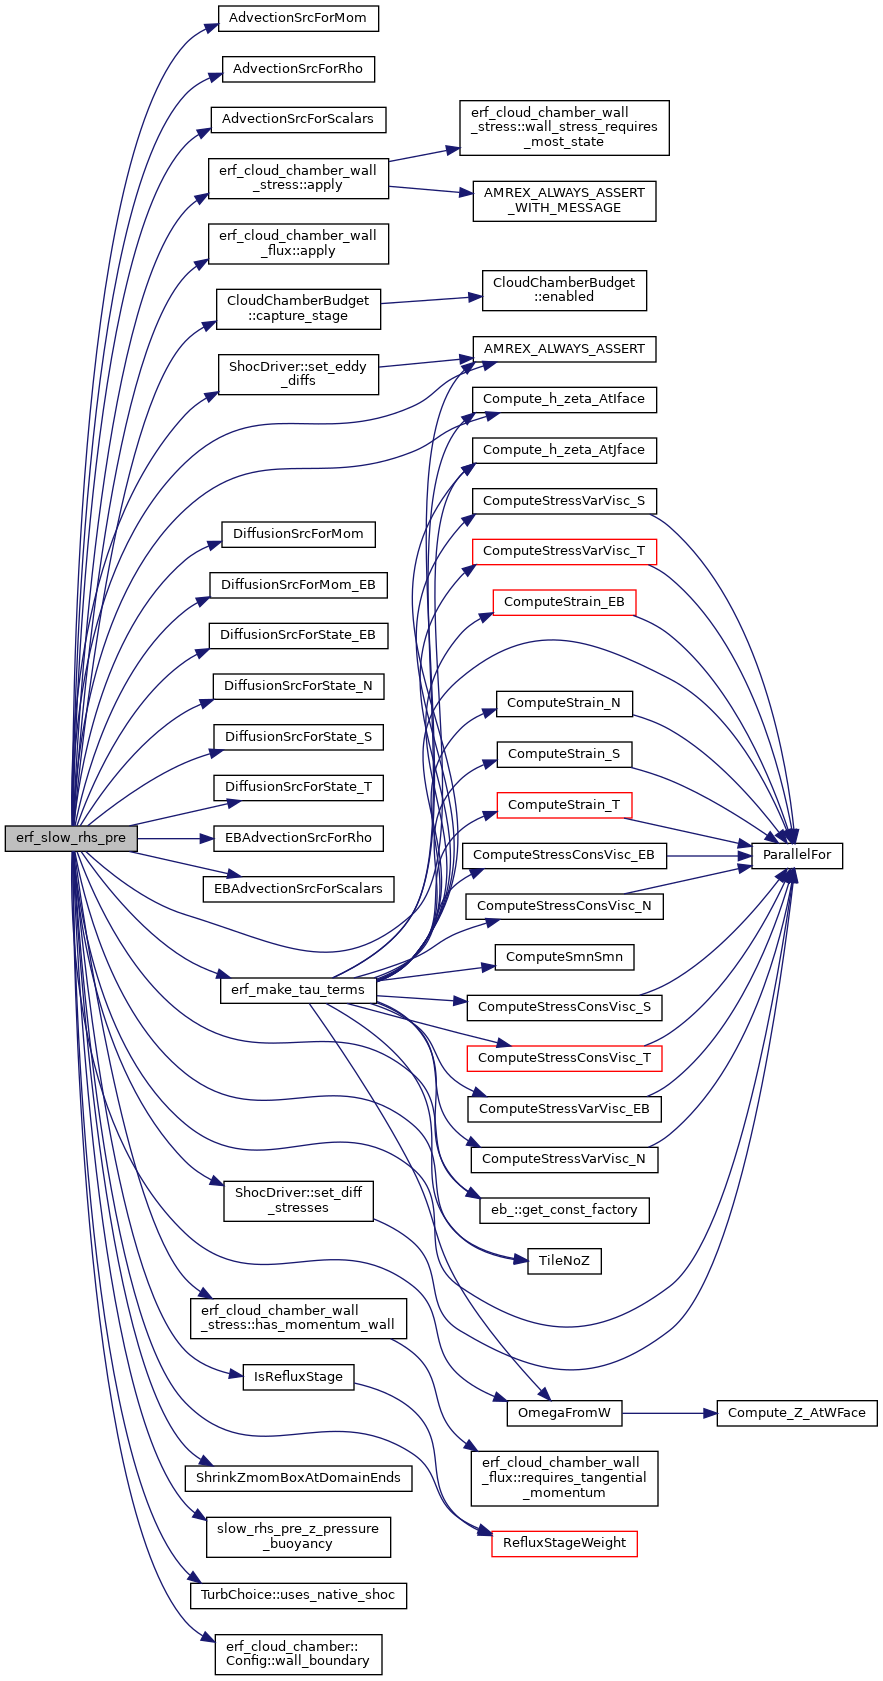 AdvectionSrcForMom
AdvectionSrcForRho
AdvectionSrcForScalars
erf_cloud_chamber_wall
_stress::apply
erf_cloud_chamber_wall
_flux::apply
CloudChamberBudget
::capture_stage
ShocDriver::set_eddy
_diffs
DiffusionSrcForMom
DiffusionSrcForMom_EB
DiffusionSrcForState_EB
DiffusionSrcForState_N
DiffusionSrcForState_S
DiffusionSrcForState_T
erf_slow_rhs_pre
EBAdvectionSrcForRho
EBAdvectionSrcForScalars
erf_make_tau_terms
ShocDriver::set_diff
_stresses
erf_cloud_chamber_wall
_stress::has_momentum_wall
IsRefluxStage
ShrinkZmomBoxAtDomainEnds
slow_rhs_pre_z_pressure
_buoyancy
TurbChoice::uses_native_shoc
erf_cloud_chamber::
Config::wall_boundary
erf_cloud_chamber_wall
_stress::wall_stress_requires
_most_state
AMREX_ALWAYS_ASSERT
_WITH_MESSAGE
CloudChamberBudget
::enabled
AMREX_ALWAYS_ASSERT
Compute_h_zeta_AtIface
Compute_h_zeta_AtJface
ComputeStressVarVisc_S
ComputeStressVarVisc_T
ComputeStrain_EB
ComputeStrain_N
ComputeStrain_S
ComputeStrain_T
ComputeStressConsVisc_EB
ComputeStressConsVisc_N
ComputeSmnSmn
ComputeStressConsVisc_S
ComputeStressConsVisc_T
ComputeStressVarVisc_EB
ComputeStressVarVisc_N
eb_::get_const_factory
TileNoZ
OmegaFromW
erf_cloud_chamber_wall
_flux::requires_tangential
_momentum
RefluxStageWeight
ParallelFor
Compute_Z_AtWFace